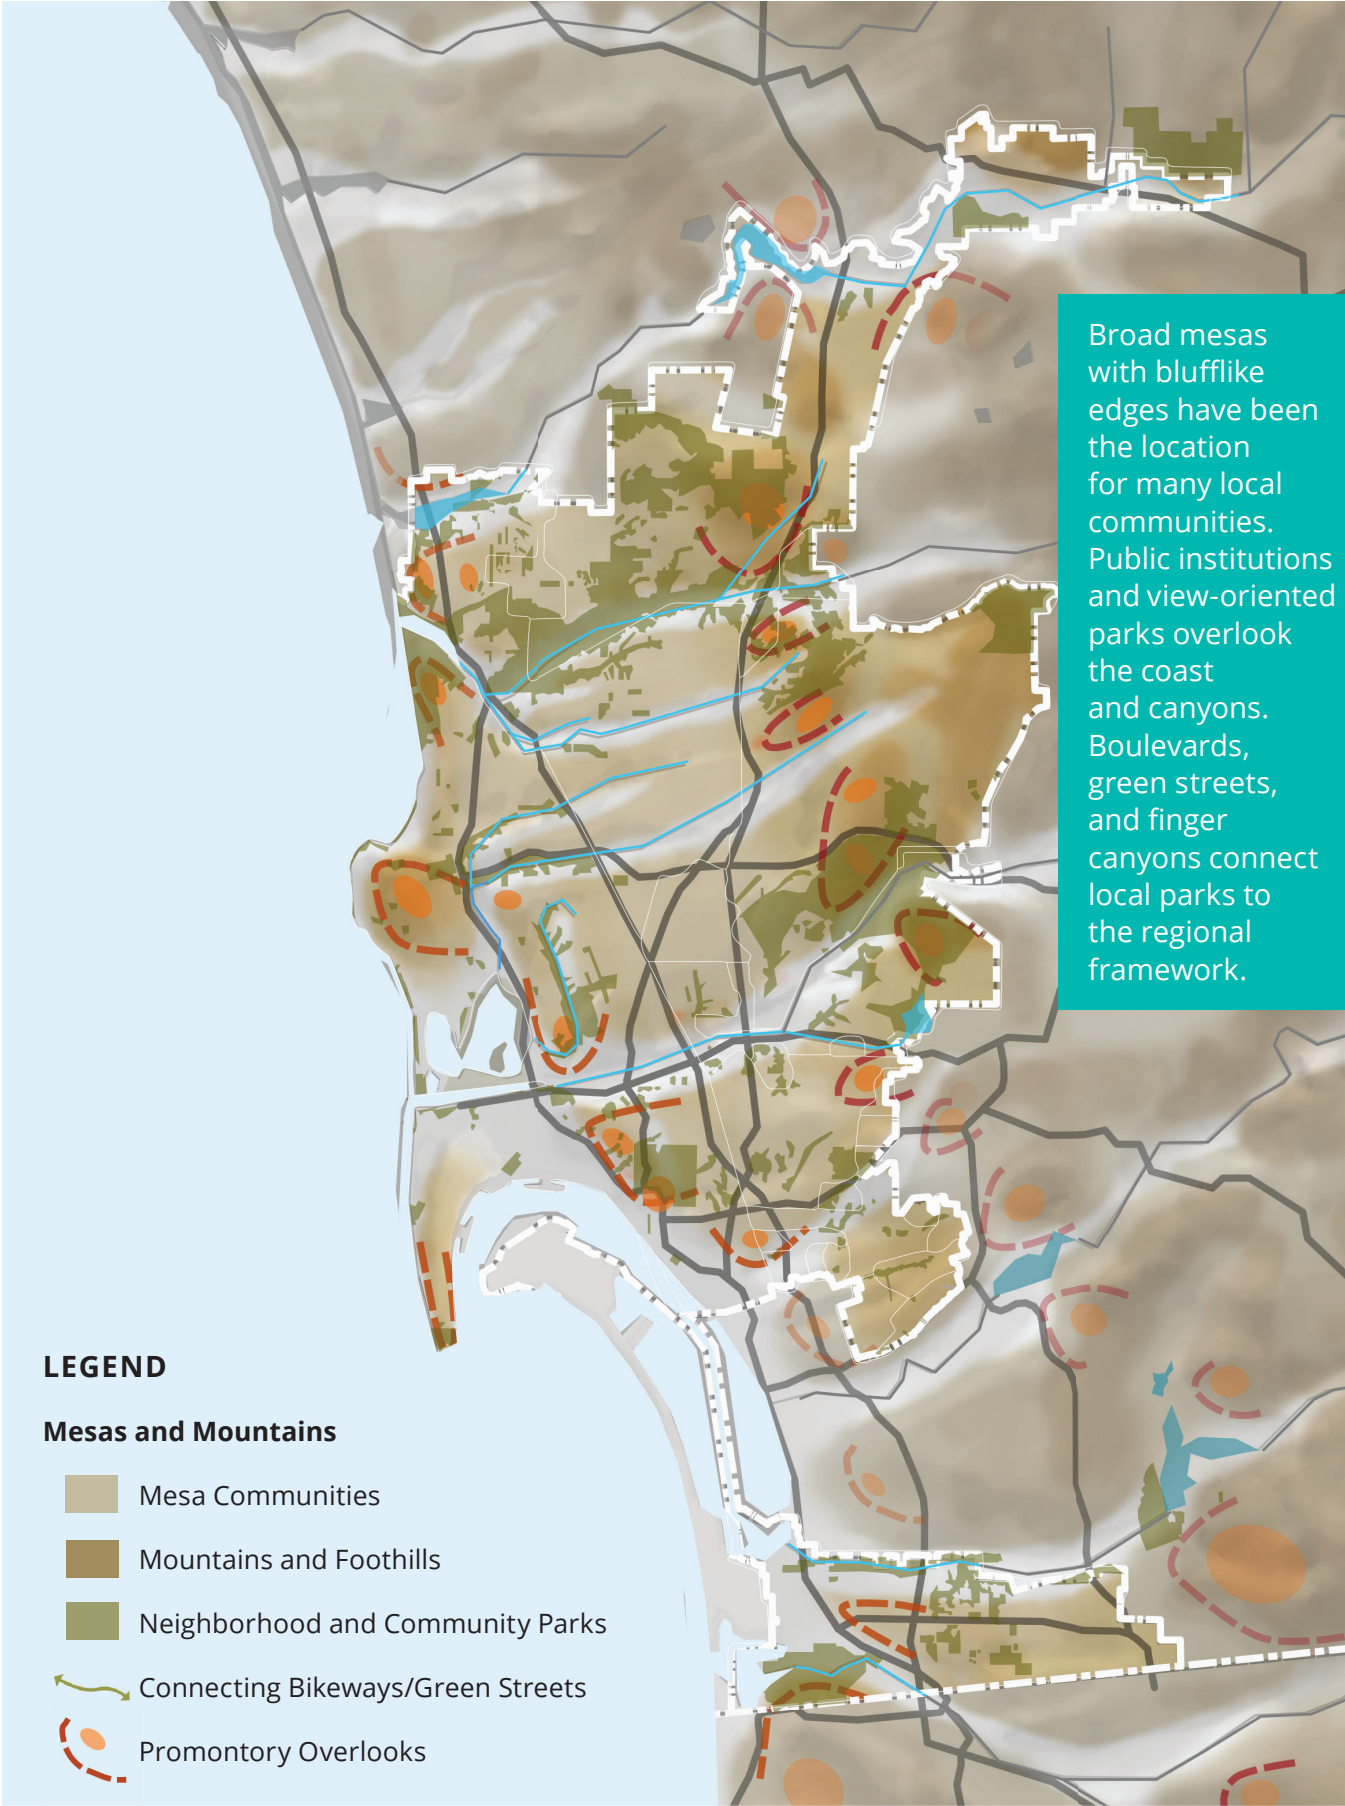 Broad mesas
with blufflike
edges have been
the location
for many local
communities.
Public institutions
and view-oriented
parks overlook
the coast
and canyons.
Boulevards,
green streets,
and finger
canyons connect
local parks to
the regional
framework.
LEGEND
Mesas and Mountains
Mesa Communities
Mountains and Foothills
Neighborhood and Community Parks
Connecting Bikeways/Green Streets
Promontory Overlooks